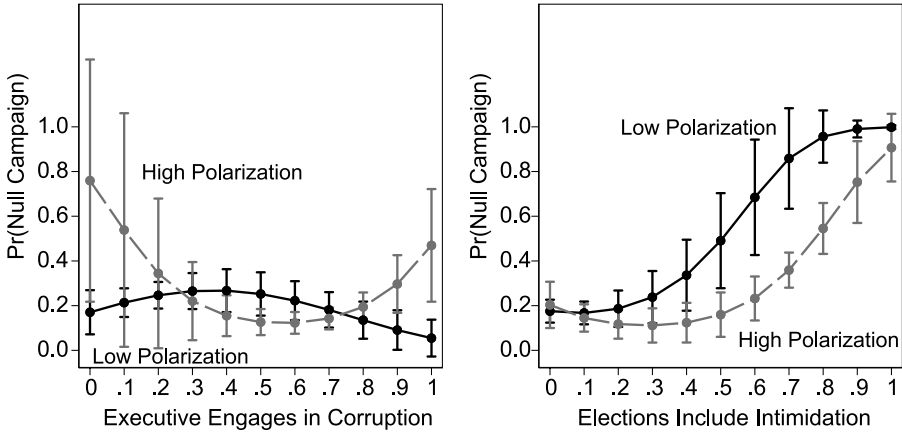 Pr(Null Campaign)
1.0
0.8
0.6
0.4
0.2
0.0
High Polarization
Low Polarization
0 .1 .2 .3 .4 .5 .6 .7 .8 .9 1
Executive Engages in Corruption
Pr(Null Campaign)
1.0
0.8
0.6
0.4
0.2
0.0
Low Polarization
High Polarization
0 .1 .2 .3 .4 .5 .6 .7 .8 .9 1
Elections Include Intimidation